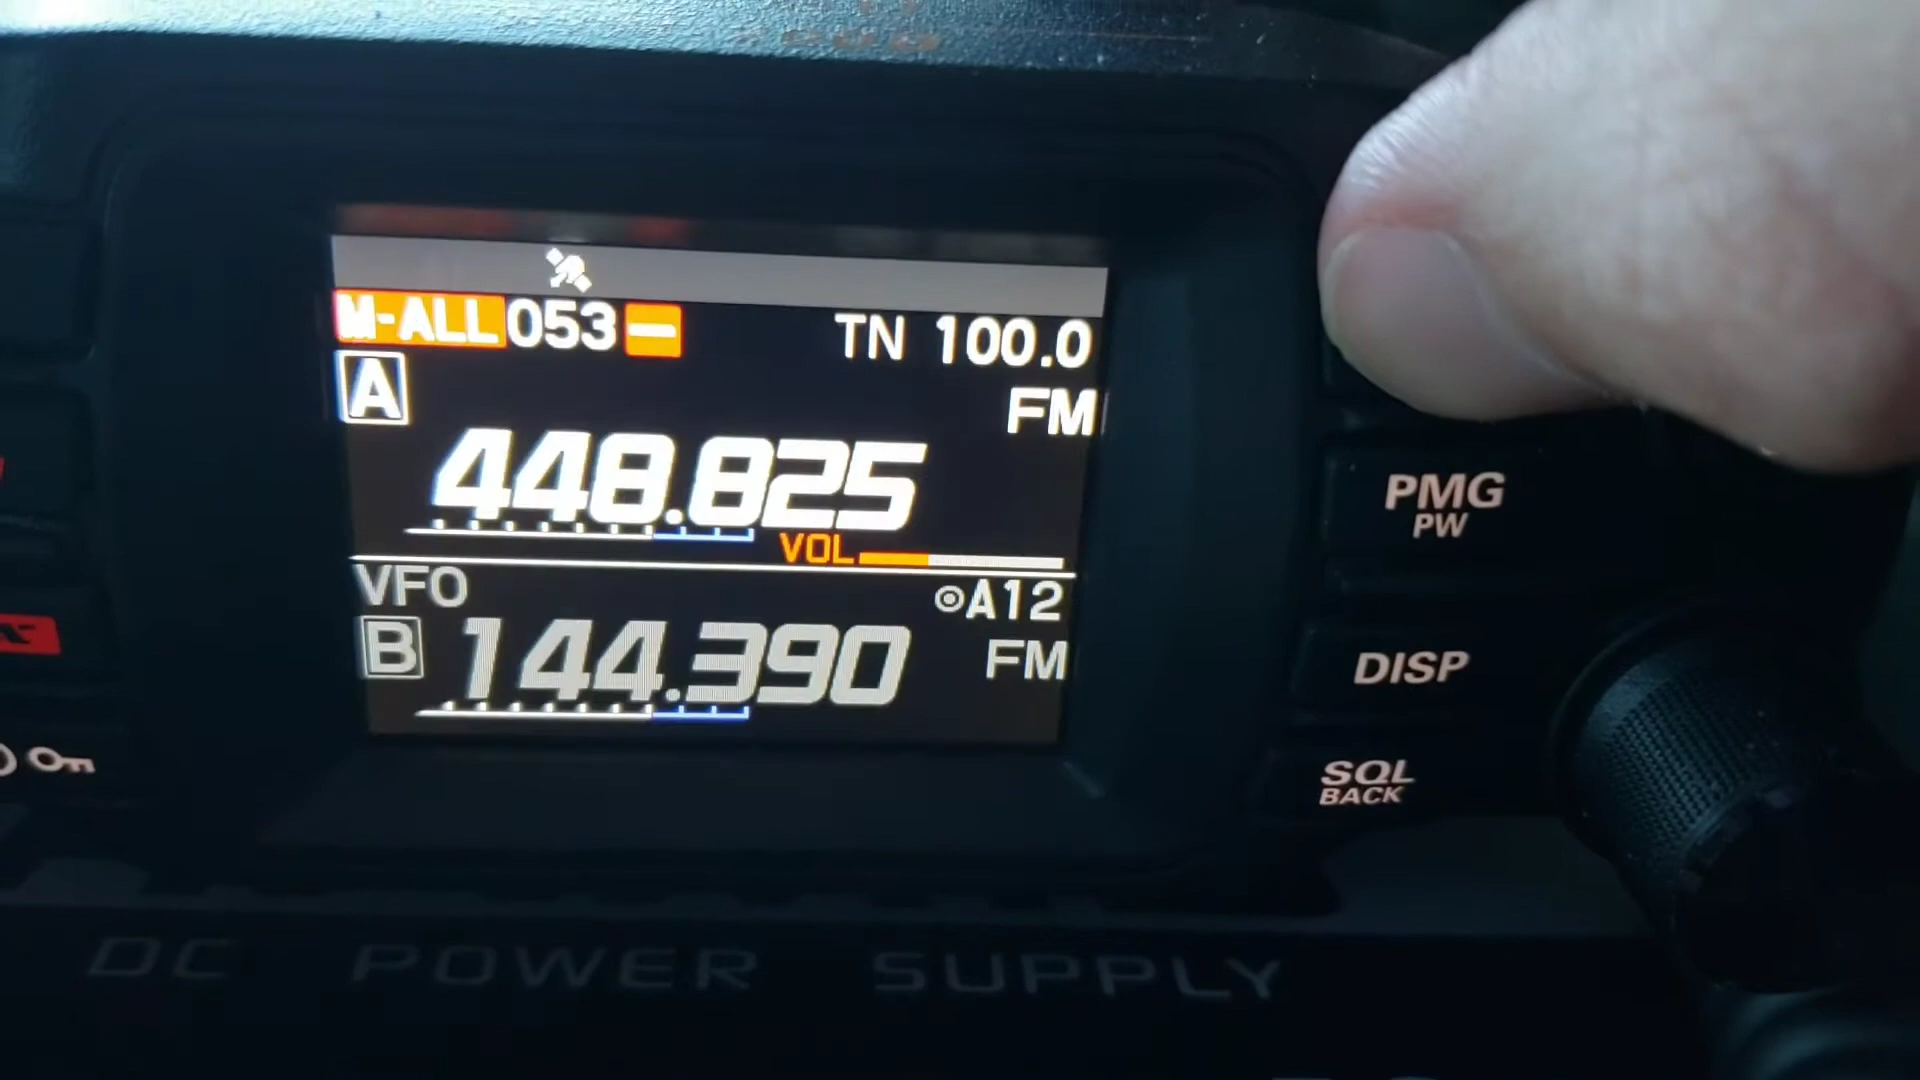 M-ALL 053 − TN 100.0
A FM
448.825
VOL
VFO A12
B 144.390 FM
PMG
PW
DISP
SQL
BACK
DC POWER SUPPLY